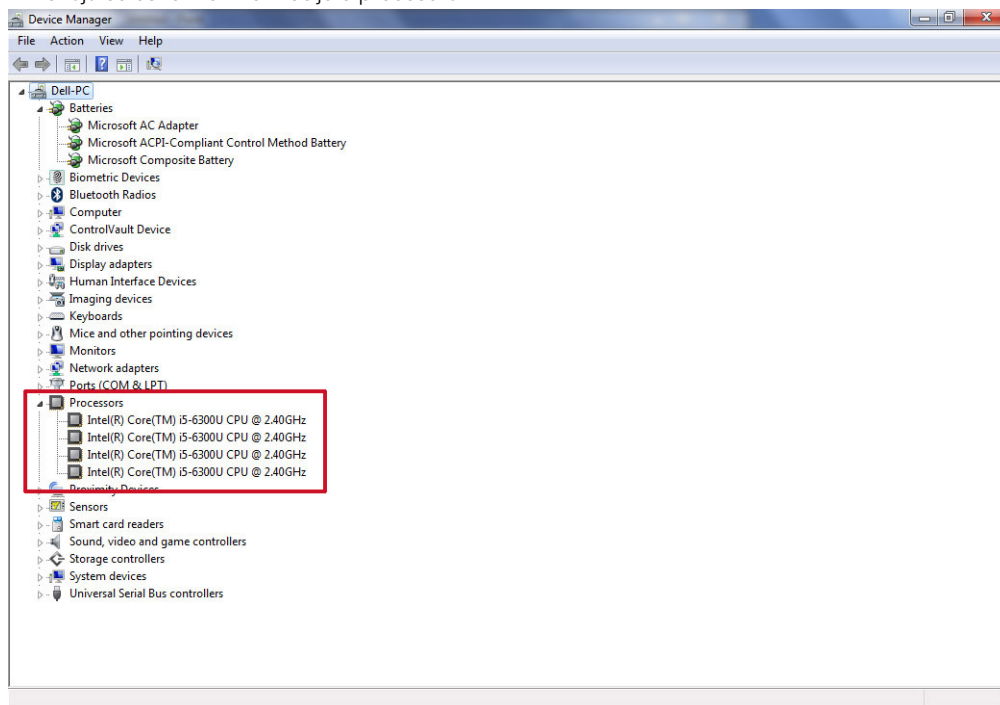 Device Manager
File Action View Help
Dell-PC
Batteries
Microsoft AC Adapter
Microsoft ACPI-Compliant Control Method Battery
Microsoft Composite Battery
Biometric Devices
Bluetooth Radios
Computer
ControlVault Device
Disk drives
Display adapters
Human Interface Devices
Imaging devices
Keyboards
Mice and other pointing devices
Monitors
Network adapters
Ports (COM & LPT)
Processors
Intel(R) Core(TM) i5-6300U CPU @ 2.40GHz
Intel(R) Core(TM) i5-6300U CPU @ 2.40GHz
Intel(R) Core(TM) i5-6300U CPU @ 2.40GHz
Intel(R) Core(TM) i5-6300U CPU @ 2.40GHz
Proximity Devices
Sensors
Smart card readers
Sound, video and game controllers
Storage controllers
System devices
Universal Serial Bus controllers